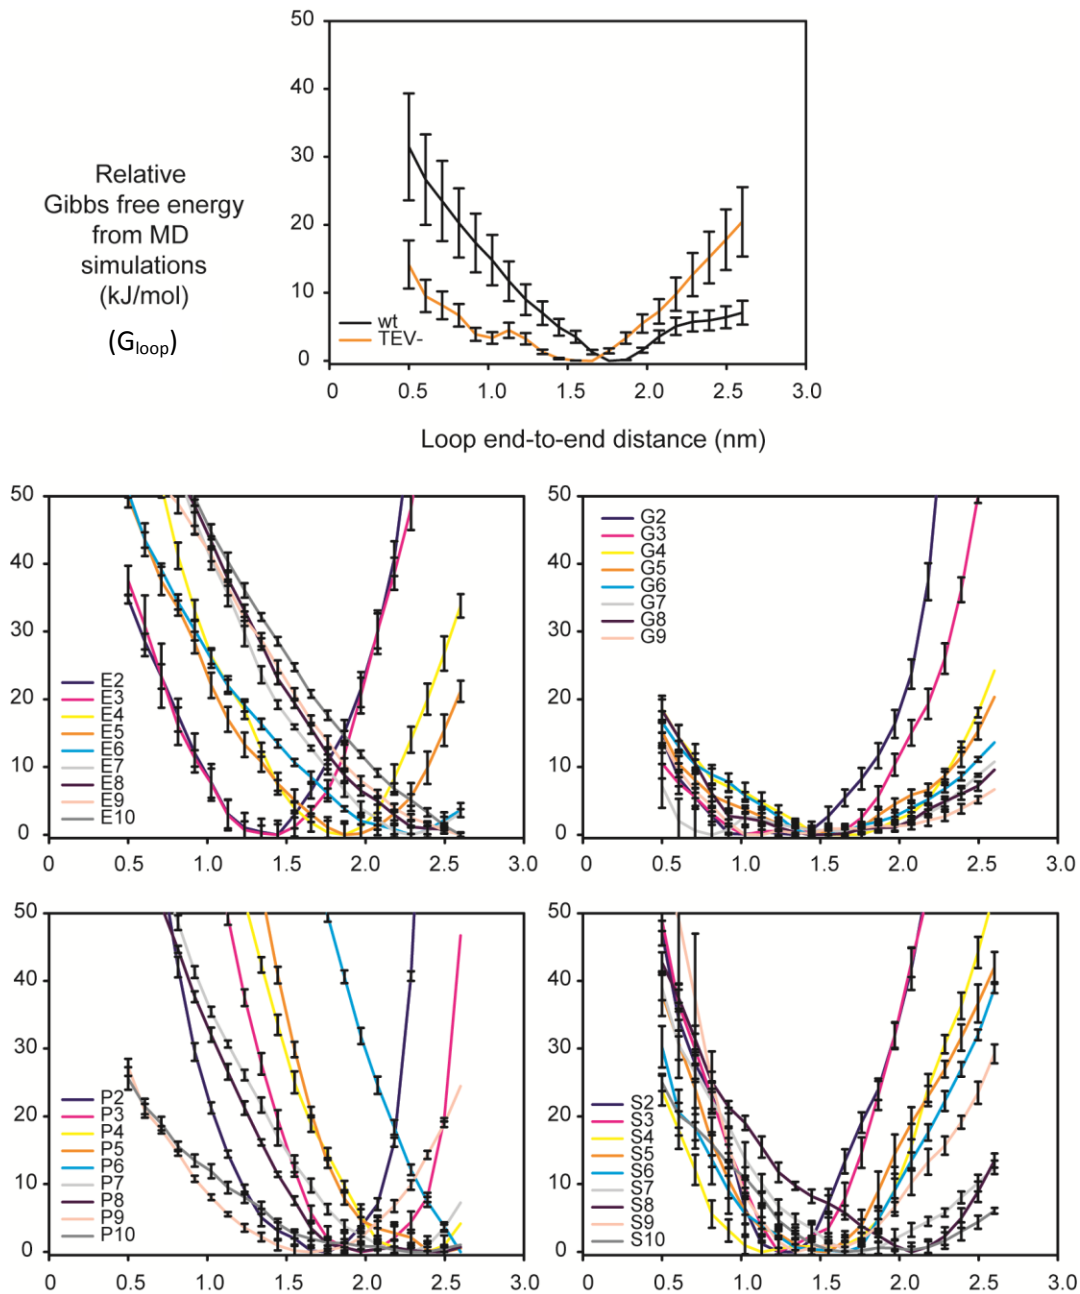 50
40
30
20
10
0
Relative
Gibbs free energy
from MD
simulations
(kJ/mol)
(Gloop)
wt
TEV-
0 0.5 1.0 1.5 2.0 2.5 3.0
Loop end-to-end distance (nm)
50
40
30
20
10
0
E2
E3
E4
E5
E6
E7
E8
E9
E10
0 0.5 1.0 1.5 2.0 2.5 3.0
50
40
30
20
10
0
G2
G3
G4
G5
G6
G7
G8
G9
0 0.5 1.0 1.5 2.0 2.5 3.0
50
40
30
20
10
0
P2
P3
P4
P5
P6
P7
P8
P9
P10
0 0.5 1.0 1.5 2.0 2.5 3.0
50
40
30
20
10
0
S2
S3
S4
S5
S6
S7
S8
S9
S10
0 0.5 1.0 1.5 2.0 2.5 3.0